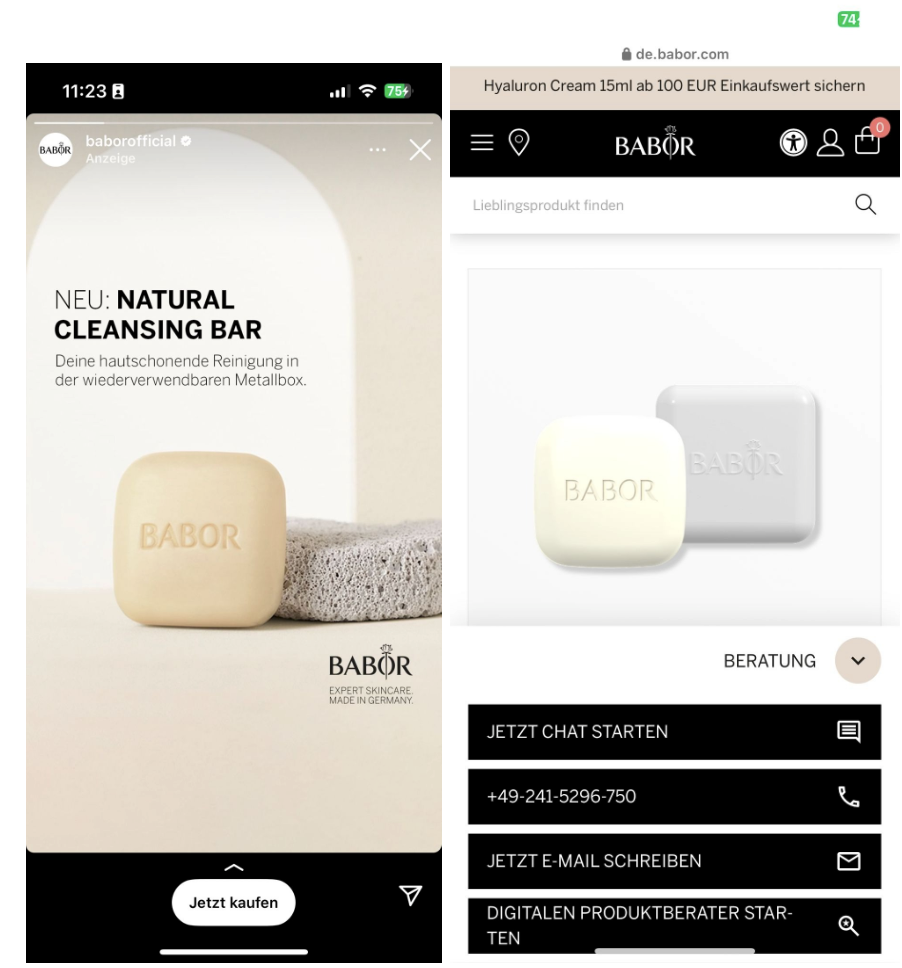 11:23
75
BABOR
baborofficial
Anzeige
NEU: NATURAL
CLEANSING BAR
Deine hautschonende Reinigung in
der wiederverwendbaren Metallbox.
BABOR
BABOR
EXPERT SKINCARE.
MADE IN GERMANY.
Jetzt kaufen
74
de.babor.com
Hyaluron Cream 15ml ab 100 EUR Einkaufswert sichern
BABOR
0
Lieblingsprodukt finden
BABOR
BABOR
BERATUNG
JETZT CHAT STARTEN
+49-241-5296-750
JETZT E-MAIL SCHREIBEN
DIGITALEN PRODUKTBERATER STAR-
TEN